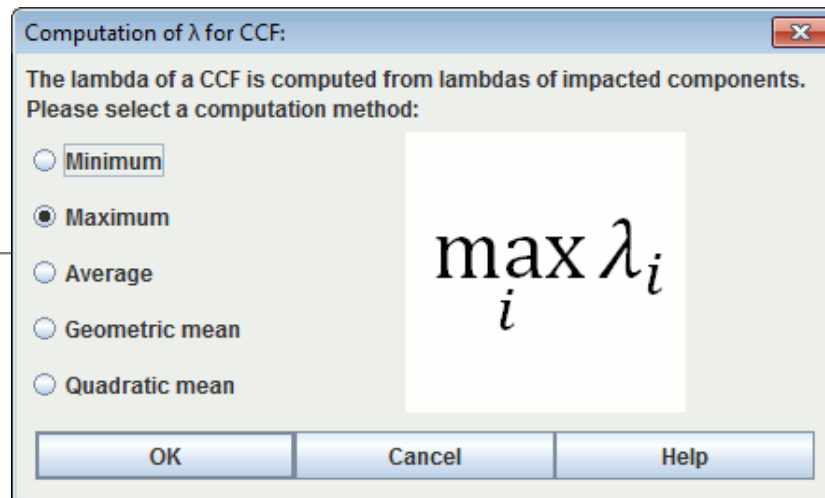 Computation of λ for CCF:
The lambda of a CCF is computed from lambdas of impacted components.
Please select a computation method:
Minimum
Maximum
Average
Geometric mean
Quadratic mean
max λi
i
OK Cancel Help